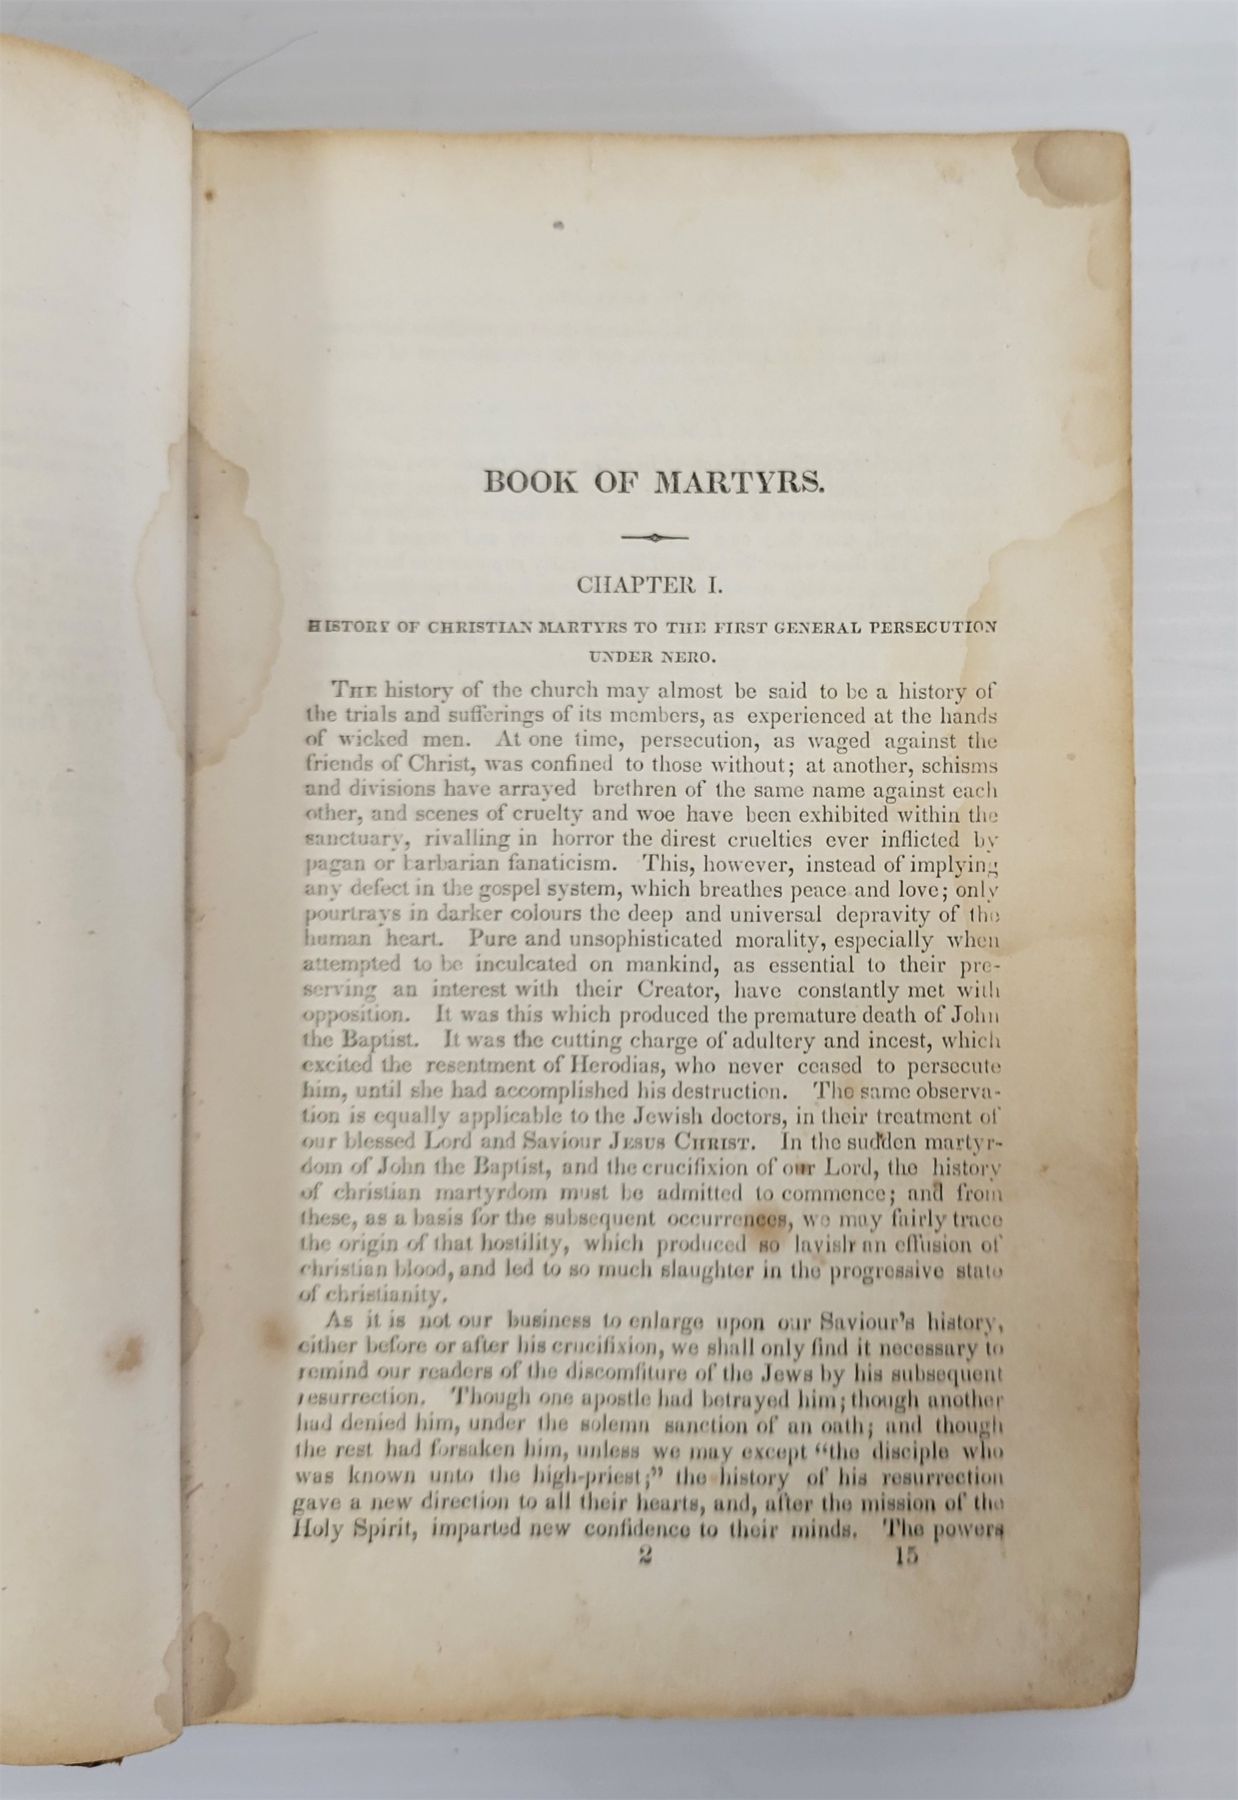 BOOK OF MARTYRS.
CHAPTER I.
HISTORY OF CHRISTIAN MARTYRS TO THE FIRST GENERAL PERSECUTION
UNDER NERO.
THE history of the church may almost be said to be a history of
the trials and sufferings of its members, as experienced at the hands
of wicked men. At one time, persecution, as waged against the
friends of Christ, was confined to those without; at another, schisms
and divisions have arrayed brethren of the same name against each
other, and scenes of cruelty and woe have been exhibited within the
sanctuary, rivalling in horror the direst cruelties ever inflicted by
pagan or barbarian fanaticism. This, however, instead of implying
any defect in the gospel system, which breathes peace and love; only
pourtrays in darker colours the deep and universal depravity of the
human heart. Pure and unsophisticated morality, especially when
attempted to be inculcated on mankind, as essential to their pre-
serving an interest with their Creator, have constantly met with
opposition. It was this which produced the premature death of John
the Baptist. It was the cutting charge of adultery and incest, which
excited the resentment of Herodias, who never ceased to persecute
him, until she had accomplished his destruction. The same observa-
tion is equally applicable to the Jewish doctors, in their treatment of
our blessed Lord and Saviour JESUS CHRIST. In the sudden martyr-
dom of John the Baptist, and the crucifixion of our Lord, the history
of christian martyrdom must be admitted to commence; and from
these, as a basis for the subsequent occurrences, we may fairly trace
the origin of that hostility, which produced so lavish an effusion of
christian blood, and led to so much slaughter in the progressive state
of christianity.
As it is not our business to enlarge upon our Saviour's history,
either before or after his crucifixion, we shall only find it necessary to
remind our readers of the discomfiture of the Jews by his subsequent
resurrection. Though one apostle had betrayed him; though another
had denied him, under the solemn sanction of an oath; and though
the rest had forsaken him, unless we may except "the disciple who
was known unto the high-priest;" the history of his resurrection
gave a new direction to all their hearts, and, after the mission of the
Holy Spirit, imparted new confidence to their minds. The powers
2 15